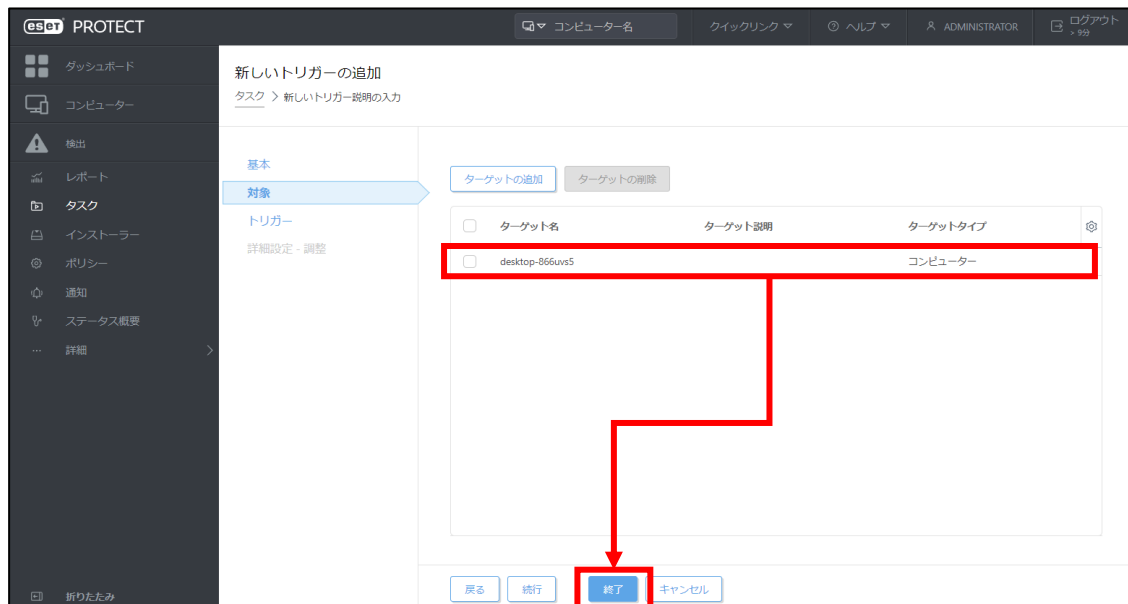 eset PROTECT
コンピューター名
クイックリンク
ヘルプ
ADMINISTRATOR
ログアウト
> 9分
ダッシュボード
コンピューター
検出
レポート
タスク
インストーラー
ポリシー
通知
ステータス概要
詳細
折りたたみ
新しいトリガーの追加
タスク > 新しいトリガー説明の入力
基本
対象
トリガー
詳細設定 - 調整
ターゲットの追加 ターゲットの削除
ターゲット名 ターゲット説明 ターゲットタイプ
desktop-866uvs5 コンピューター
戻る 続行 終了 キャンセル